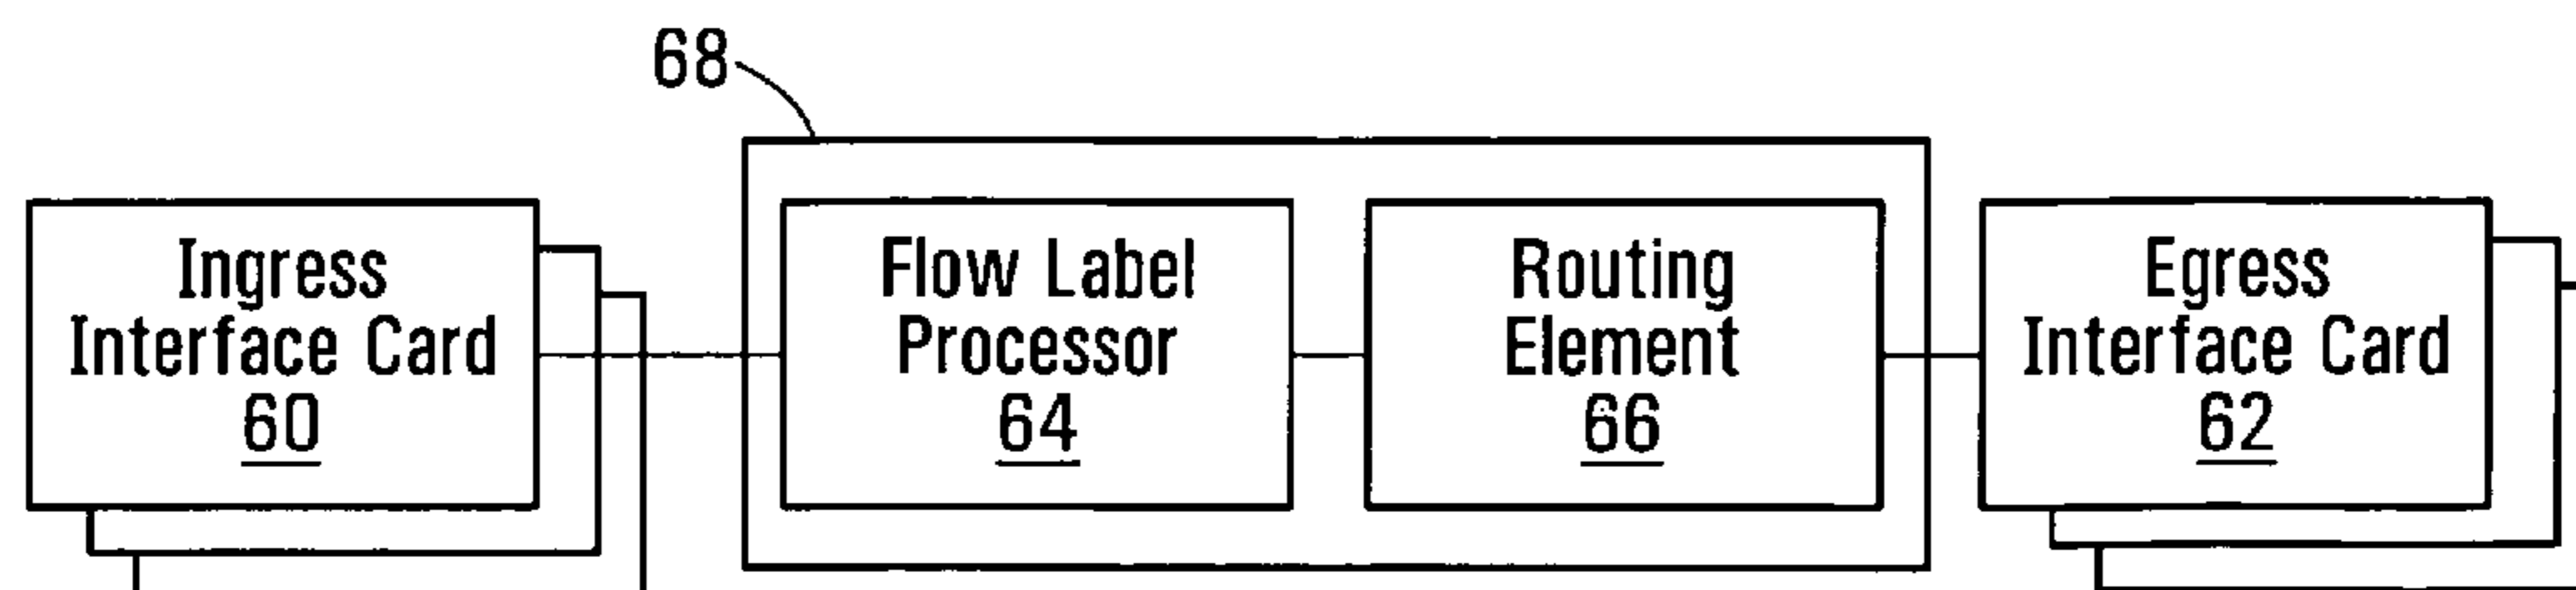 68
Ingress
Interface Card
60
Flow Label
Processor
64
Routing
Element
66
Egress
Interface Card
62